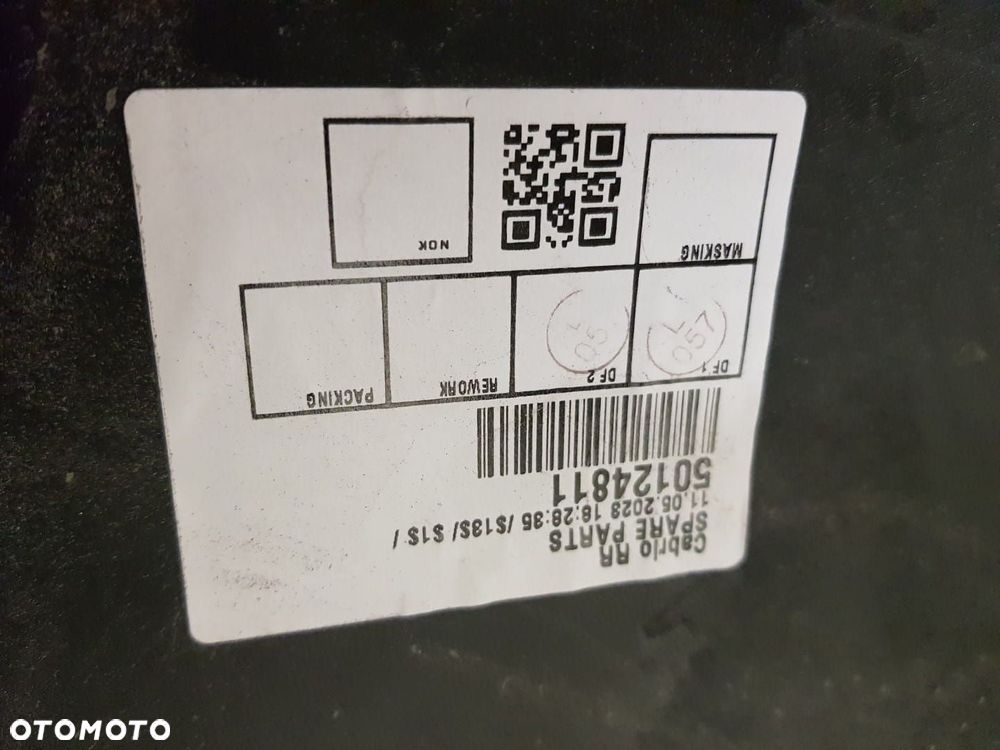 Cabrio RR
SPARE PARTS
11.05.2023 18:28:35 /S13S/ S1S /
50124811
DF 1
DF 2
REWORK
PACKING
L
057
L
05
MASKING
NOK
OTOMOTO